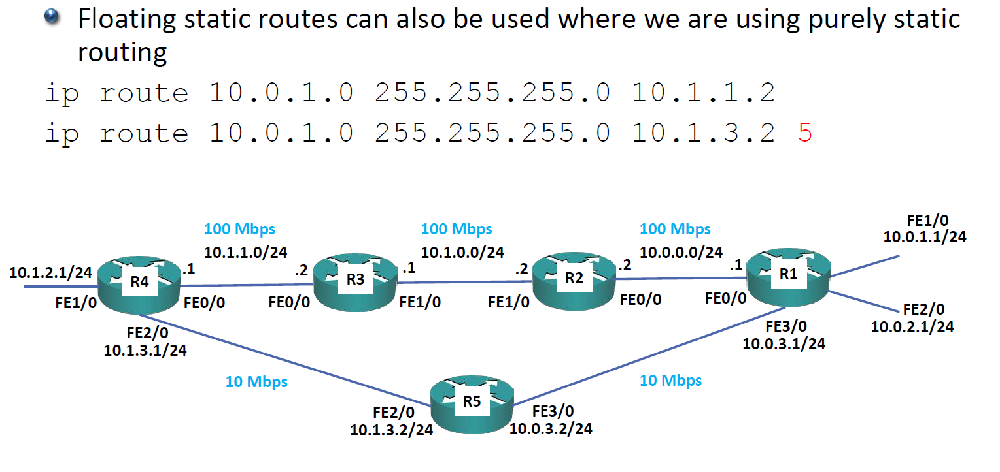 Floating static routes can also be used where we are using purely static
routing
ip route 10.0.1.0 255.255.255.0 10.1.1.2
ip route 10.0.1.0 255.255.255.0 10.1.3.2 5
100 Mbps
100 Mbps
100 Mbps
FE1/0
10.0.1.1/24
10.1.1.0/24
10.1.0.0/24
10.0.0.0/24
10.1.2.1/24
R4
.1
.2
R3
.1
.2
R2
.2
.1
R1
FE1/0
FE0/0
FE0/0
FE1/0
FE1/0
FE0/0
FE0/0
FE2/0
10.0.2.1/24
FE2/0
10.1.3.1/24
FE3/0
10.0.3.1/24
10 Mbps
10 Mbps
R5
FE2/0
10.1.3.2/24
FE3/0
10.0.3.2/24